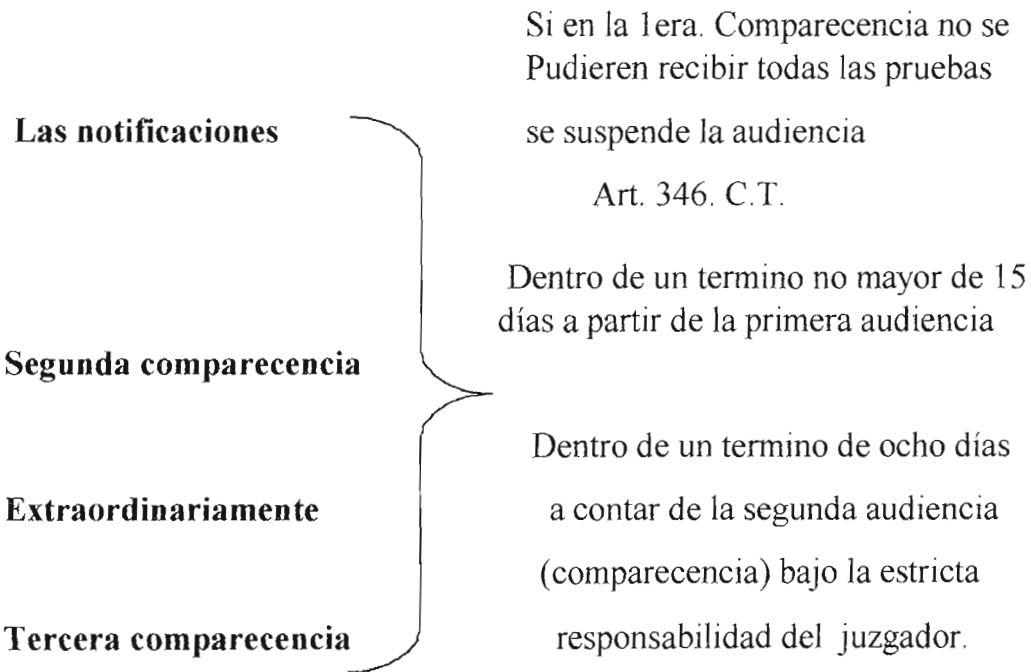 Si en la 1era. Comparecencia no se
Pudieren recibir todas las pruebas
Las notificaciones
se suspende la audiencia
Art. 346. C.T.
Dentro de un termino no mayor de 15
días a partir de la primera audiencia
Segunda comparecencia
Dentro de un termino de ocho días
Extraordinariamente
a contar de la segunda audiencia
(comparecencia) bajo la estricta
Tercera comparecencia
responsabilidad del juzgador.